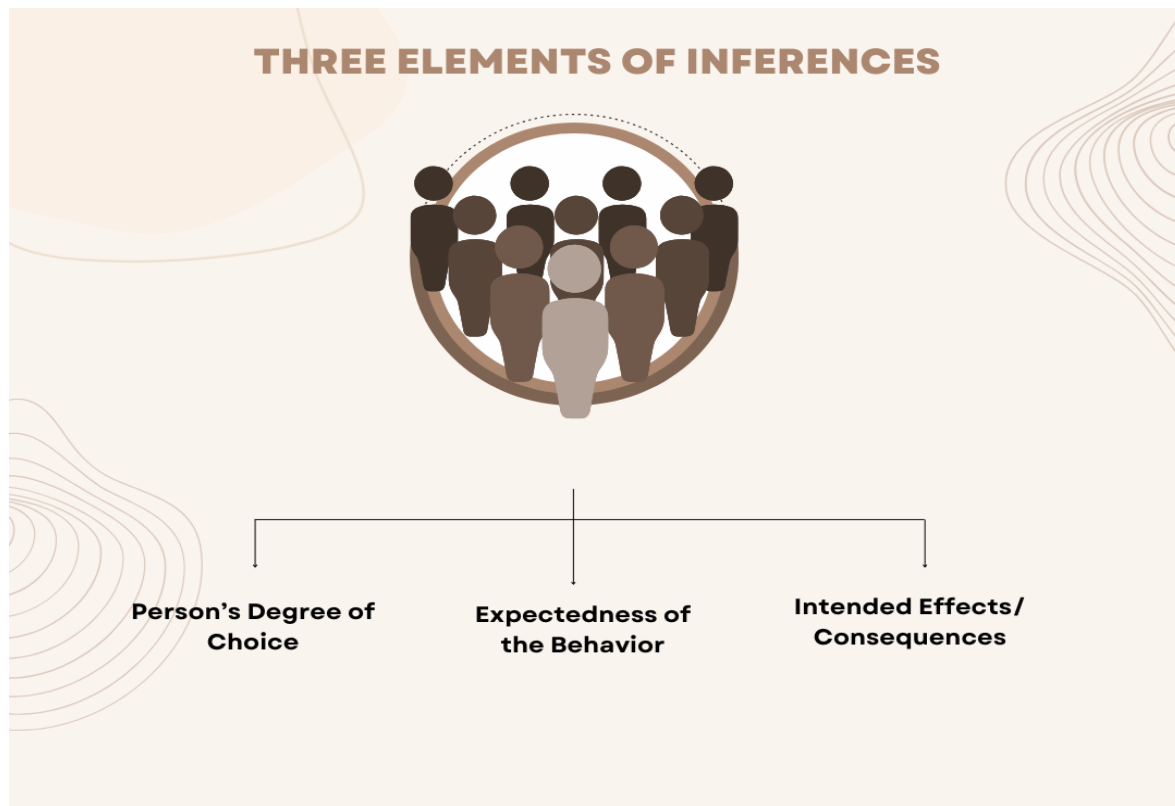 THREE ELEMENTS OF INFERENCES
Person's Degree of
Choice
Expectedness of
the Behavior
Intended Effects/
Consequences